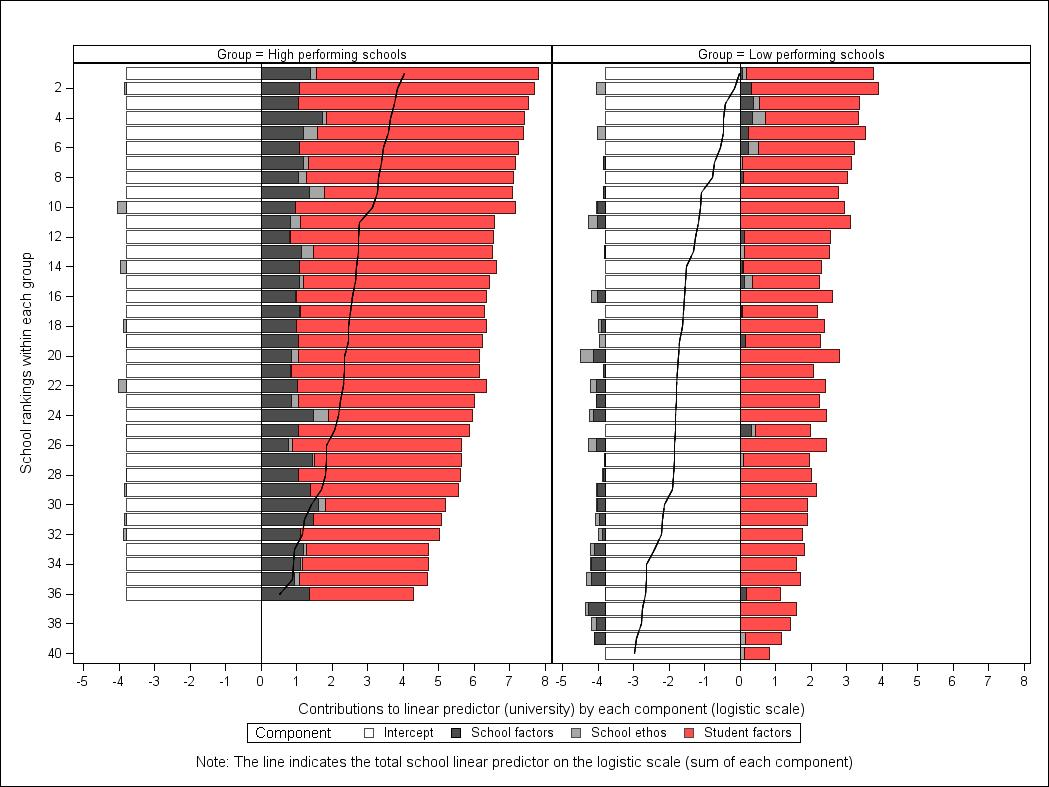 Group = High performing schools
Group = Low performing schools
School rankings within each group
2
4
6
8
10
12
14
16
18
20
22
24
26
28
30
32
34
36
38
40
-5 -4 -3 -2 -1 0 1 2 3 4 5 6 7 8
-5 -4 -3 -2 -1 0 1 2 3 4 5 6 7 8
Contributions to linear predictor (university) by each component (logistic scale)
Component Intercept School factors School ethos Student factors
Note: The line indicates the total school linear predictor on the logistic scale (sum of each component)